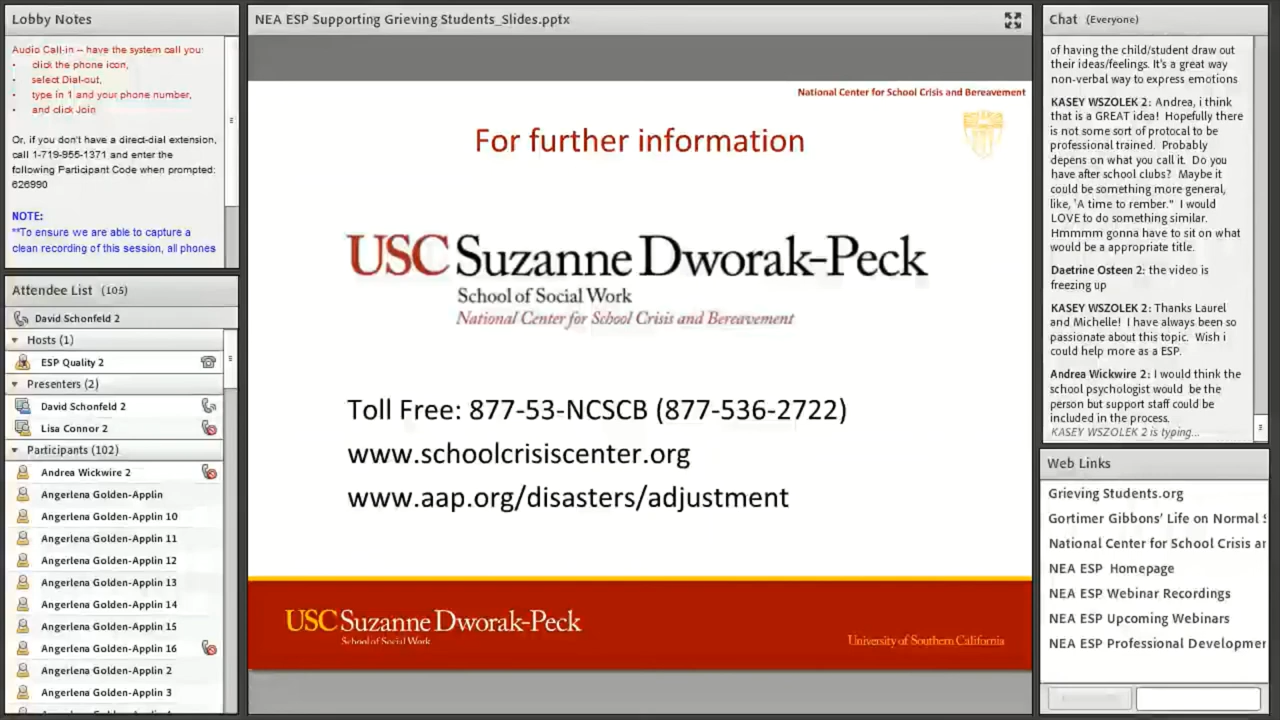 Lobby Notes
Audio Call-in – have the system call you:
• click the phone icon,
• select Dial-out,
• type in 1 and your phone number,
• and click Join
Or, if you don't have a direct-dial extension,
call 1-719-955-1371 and enter the
following Participant Code when prompted:
626990
NOTE:
**To ensure we are able to capture a
clean recording of this session, all phones
Attendee List (105)
David Schonfeld 2
Hosts (1)
ESP Quality 2
Presenters (2)
David Schonfeld 2
Lisa Connor 2
Participants (102)
Andrea Wickwire 2
Angerlena Golden-Applin
Angerlena Golden-Applin 10
Angerlena Golden-Applin 11
Angerlena Golden-Applin 12
Angerlena Golden-Applin 13
Angerlena Golden-Applin 14
Angerlena Golden-Applin 15
Angerlena Golden-Applin 16
Angerlena Golden-Applin 2
Angerlena Golden-Applin 3
NEA ESP Supporting Grieving Students_Slides.pptx
National Center for School Crisis and Bereavement
For further information
USC Suzanne Dworak-Peck
School of Social Work
National Center for School Crisis and Bereavement
Toll Free: 877-53-NCSCB (877-536-2722)
www.schoolcrisiscenter.org
www.aap.org/disasters/adjustment
USC Suzanne Dworak-Peck
School of Social Work
University of Southern California
Chat (Everyone)
of having the child/student draw out
their ideas/feelings. It's a great way
non-verbal way to express emotions
KASEY WSZOLEK 2: Andrea, i think
that is a GREAT idea! Hopefully there
is not some sort of protocal to be
professional trained. Probably
depens on what you call it. Do you
have after school clubs? Maybe it
could be something more general,
like, 'A time to rember." I would
LOVE to do something similar.
Hmmmm gonna have to sit on what
would be a appropriate title.
Daetrine Osteen 2: the video is
freezing up
KASEY WSZOLEK 2: Thanks Laurel
and Michelle! I have always been so
passionate about this topic. Wish i
could help more as a ESP.
Andrea Wickwire 2: I would think the
school psychologist would be the
person but support staff could be
included in the process.
KASEY WSZOLEK 2 is typing...
Web Links
Grieving Students.org
Gortimer Gibbons' Life on Normal S
National Center for School Crisis ar
NEA ESP Homepage
NEA ESP Webinar Recordings
NEA ESP Upcoming Webinars
NEA ESP Professional Developmer